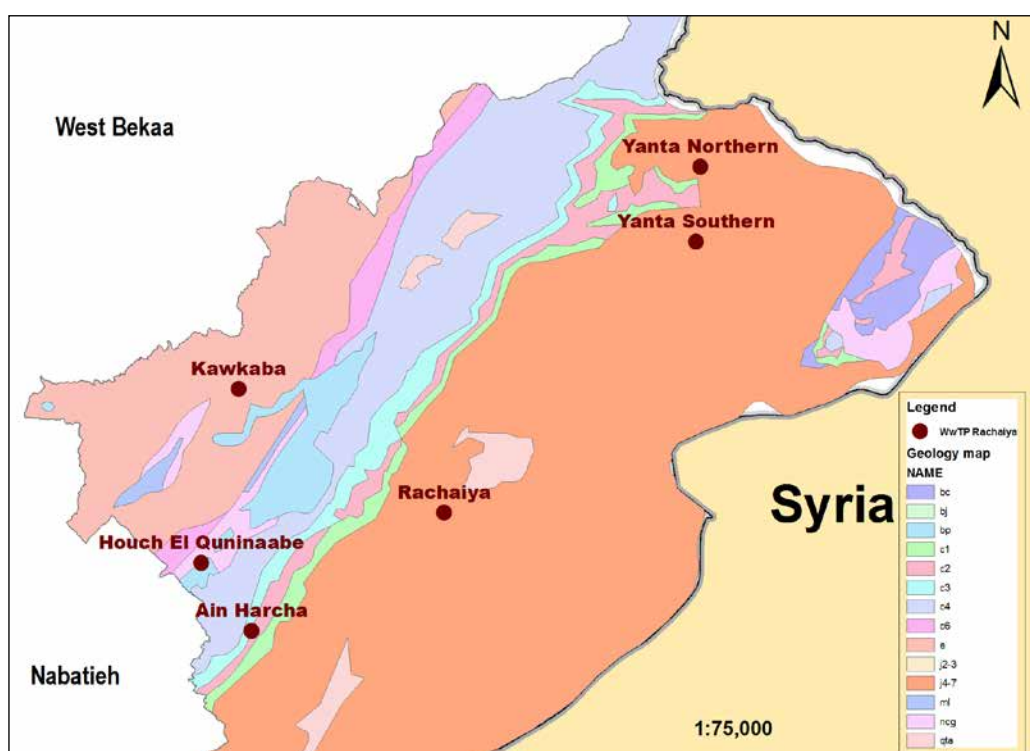 N
West Bekaa
Yanta Northern
Yanta Southern
Kawkaba
Rachaiya
Syria
Houch El Quninaabe
Ain Harcha
Nabatieh
1:75,000
Legend
WwTP Rachaiya
Geology map
NAME
bc
bj
bp
c1
c2
c3
c4
c6
e
j2-3
j4-7
ml
ncg
qta